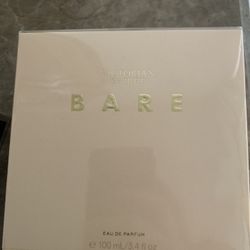 VICTORIA'S
SECRET
BARE
EAU DE PARFUM
℮ 100 mL/3.4 fl oz